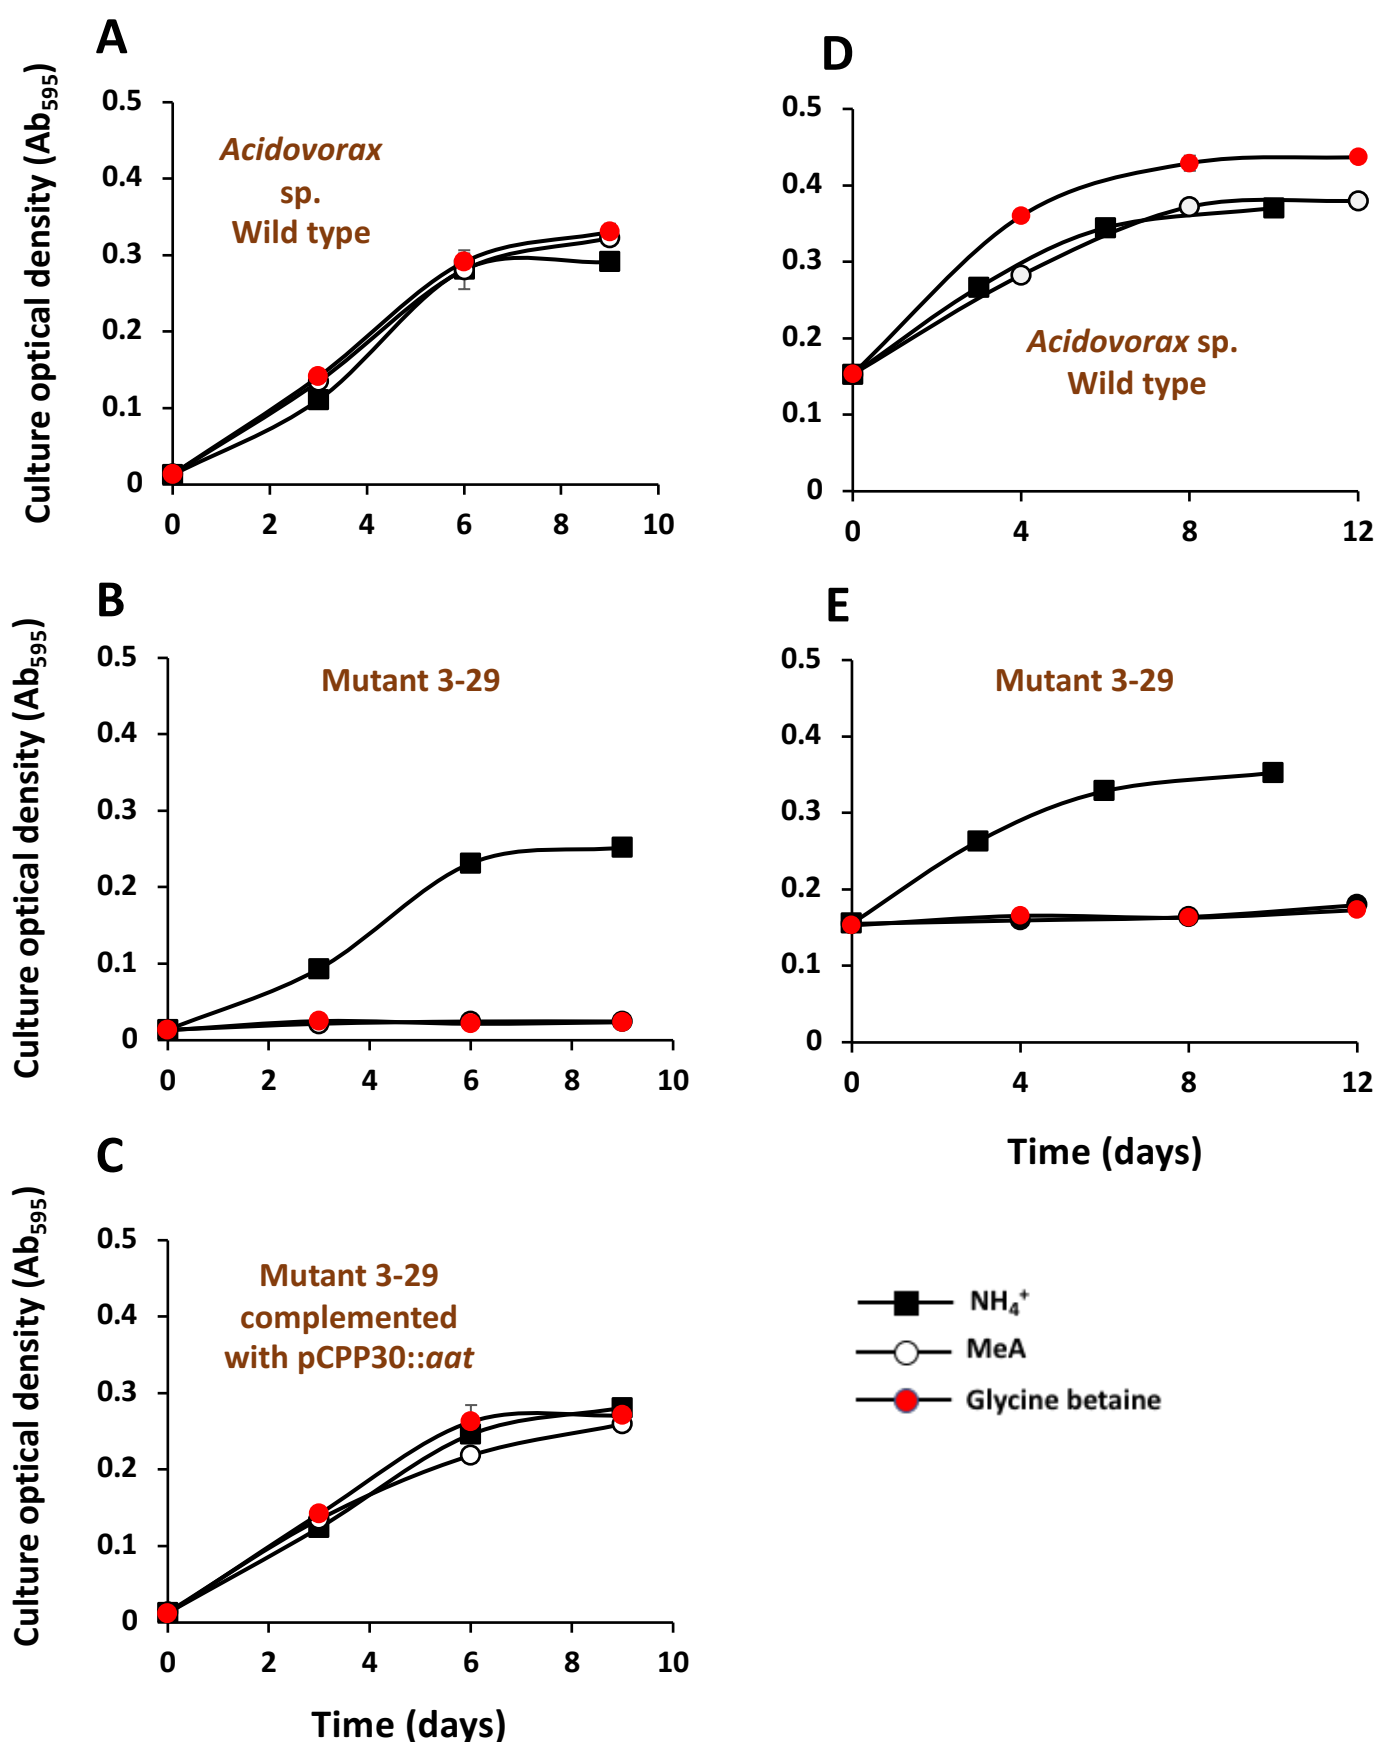 A
Culture optical density (Ab595)
0.5
0.4
0.3
0.2
0.1
0
Acidovorax
sp.
Wild type
0 2 4 6 8 10
D
0.5
0.4
0.3
0.2
0.1
0
Acidovorax sp.
Wild type
0 4 8 12
B
Culture optical density (Ab595)
0.5
0.4
0.3
0.2
0.1
0
Mutant 3-29
0 2 4 6 8 10
E
0.5
0.4
0.3
0.2
0.1
0
Mutant 3-29
0 4 8 12
Time (days)
C
Culture optical density (Ab595)
0.5
0.4
0.3
0.2
0.1
0
Mutant 3-29
complemented
with pCPP30::aat
0 2 4 6 8 10
Time (days)
NH4+
MeA
Glycine betaine